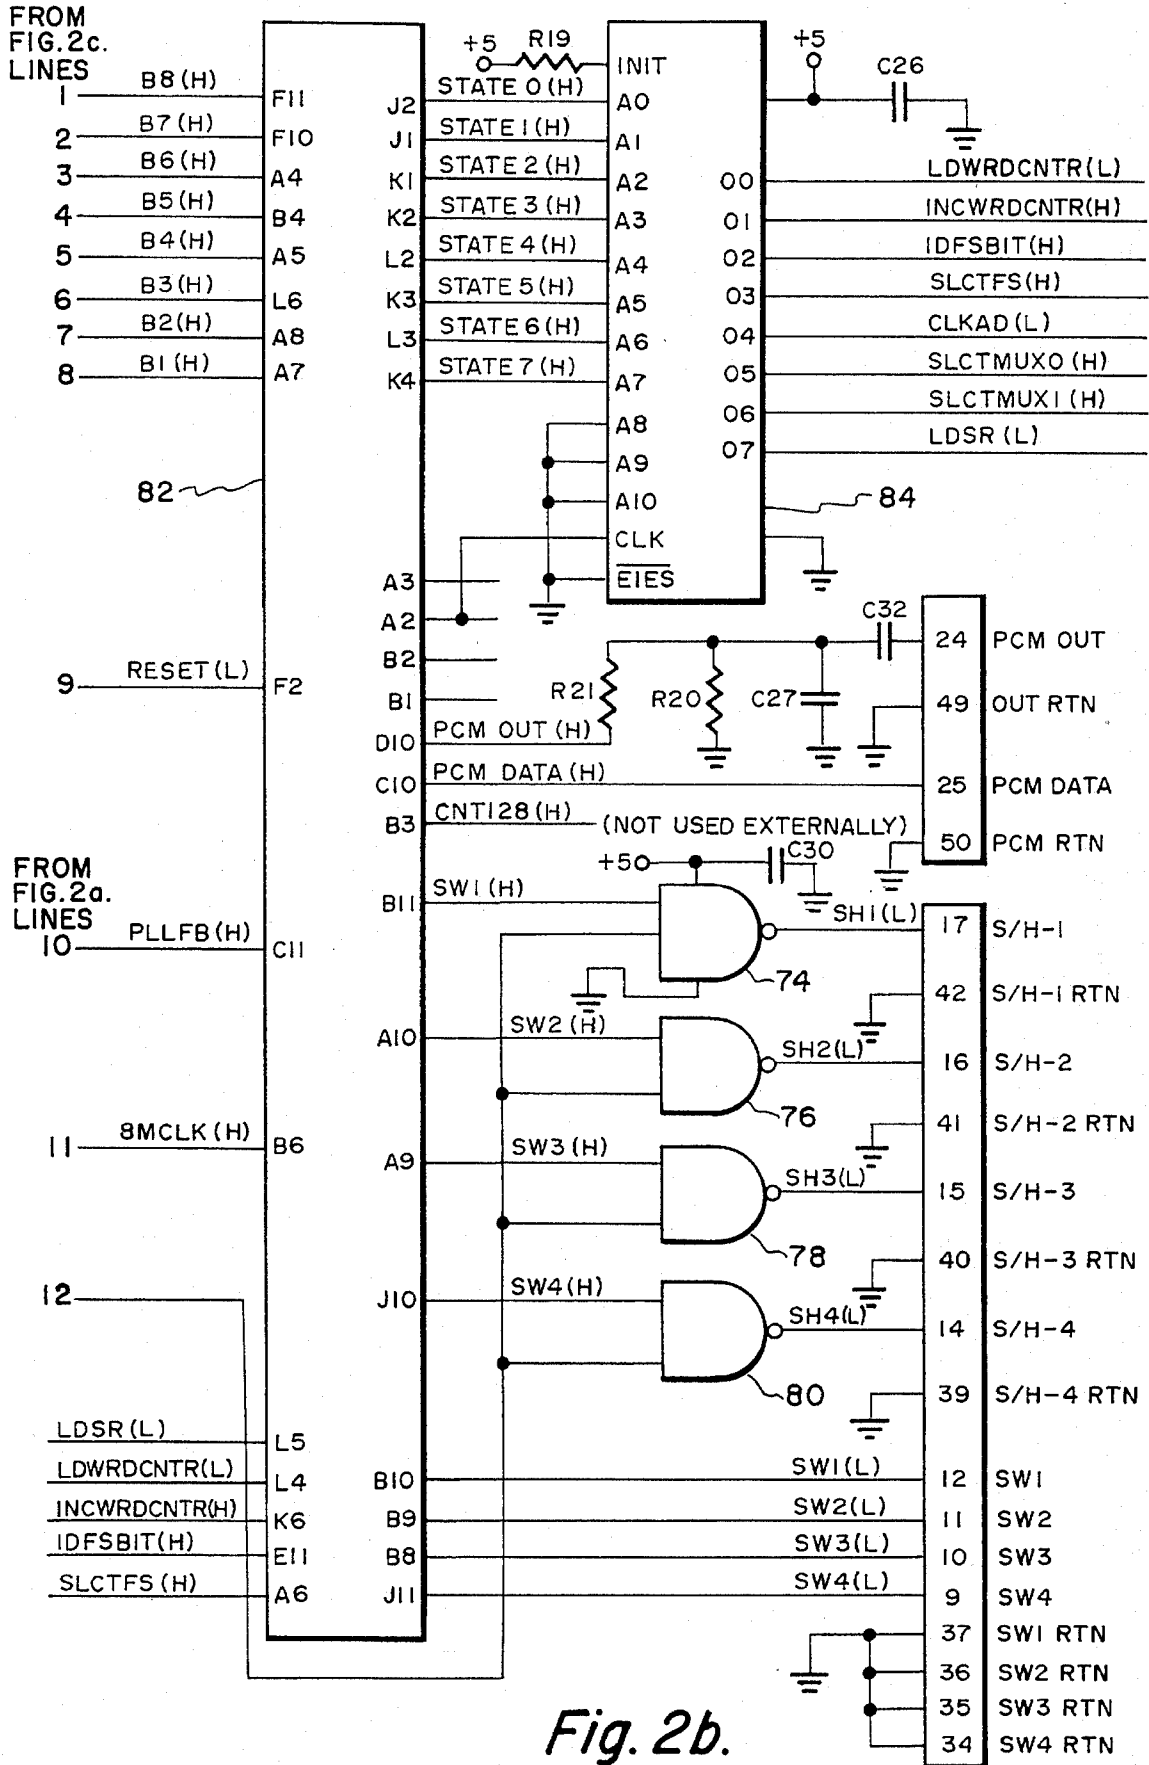 FROM
FIG.2c.
LINES
1 B8(H) F11
2 B7(H) F10
3 B6(H) A4
4 B5(H) B4
5 B4(H) A5
6 B3(H) L6
7 B2(H) A8
8 B1(H) A7
82
9 RESET(L) F2
FROM
FIG.2a.
LINES
10 PLLFB(H) C11
11 8MCLK(H) B6
12
LDSR(L) L5
LDWRDCNTR(L) L4
INCWRDCNTR(H) K6
IDFSBIT(H) E11
SLCTFS(H) A6
+5 R19 INIT
J2 STATE 0(H) A0
J1 STATE 1(H) A1
K1 STATE 2(H) A2
K2 STATE 3(H) A3
L2 STATE 4(H) A4
K3 STATE 5(H) A5
L3 STATE 6(H) A6
K4 STATE 7(H) A7
A8
A9
A10
CLK
EIES
A3
A2
B2
B1
+5
C26
00 LDWRDCNTR(L)
01 INCWRDCNTR(H)
02 IDFSBIT(H)
03 SLCTFS(H)
04 CLKAD(L)
05 SLCTMUX0(H)
06 SLCTMUX1(H)
07 LDSR(L)
84
R21
R20
C27
C32
D10 PCM OUT(H)
C10 PCM DATA(H)
B3 CNT128(H) (NOT USED EXTERNALLY)
24 PCM OUT
49 OUT RTN
25 PCM DATA
50 PCM RTN
+5
C30
B11 SW1(H) SH1(L) 17 S/H-1
74
42 S/H-1 RTN
A10 SW2(H) SH2(L) 16 S/H-2
76
41 S/H-2 RTN
A9 SW3(H) SH3(L) 15 S/H-3
78
40 S/H-3 RTN
J10 SW4(H) SH4(L) 14 S/H-4
80
39 S/H-4 RTN
B10 SW1(L) 12 SW1
B9 SW2(L) 11 SW2
B8 SW3(L) 10 SW3
J11 SW4(L) 9 SW4
37 SW1 RTN
36 SW2 RTN
35 SW3 RTN
34 SW4 RTN
Fig. 2b.